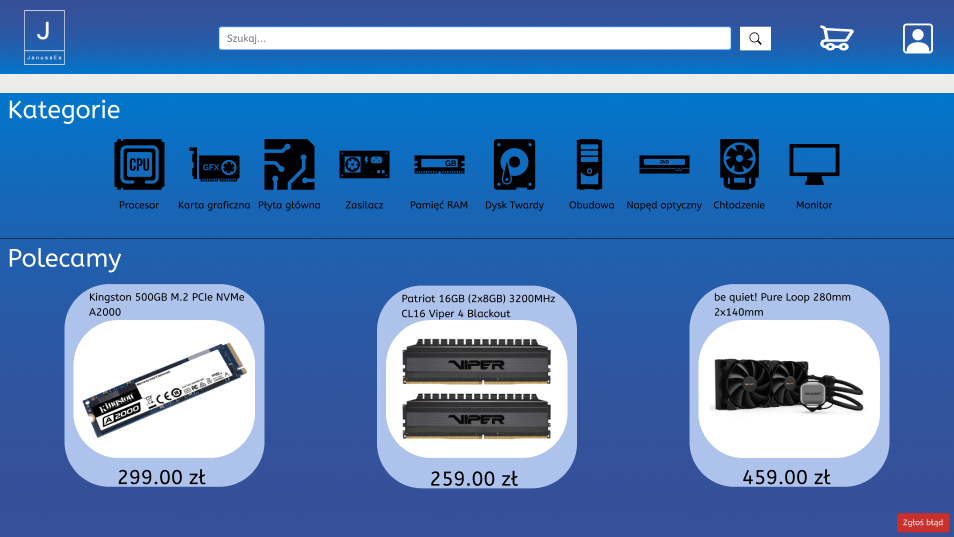 J
Szukaj...
Kategorie
CPU
GFX
GB
DVD
Procesor
Karta graficzna
Płyta główna
Zasilacz
Pamięć RAM
Dysk Twardy
Obudowa
Napęd optyczny
Chłodzenie
Monitor
Polecamy
Kingston 500GB M.2 PCIe NVMe
A2000
Kingston
A2000
299.00 zł
Patriot 16GB (2x8GB) 3200MHz
CL16 Viper 4 Blackout
VIPER
VIPER
259.00 zł
be quiet! Pure Loop 280mm
2x140mm
459.00 zł
Zgłoś błąd